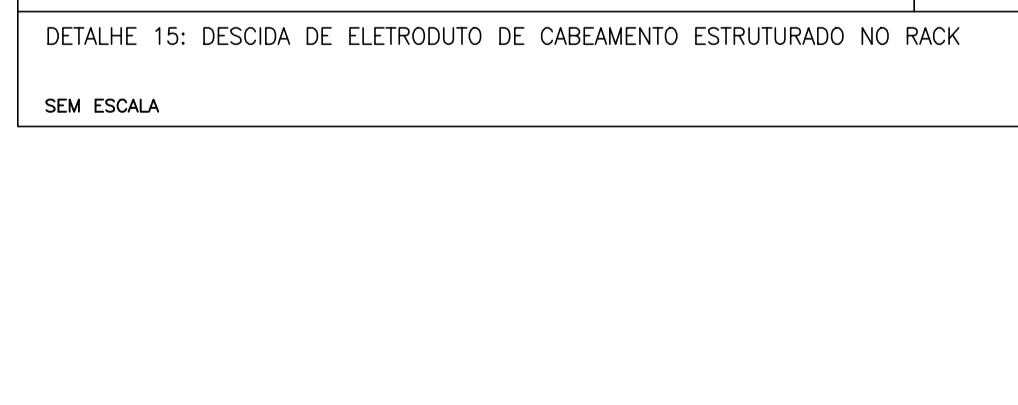 DETALHE 15: DESCIDA DE ELETRODUTO DE CABEAMENTO ESTRUTURADO NO RACK
SEM ESCALA